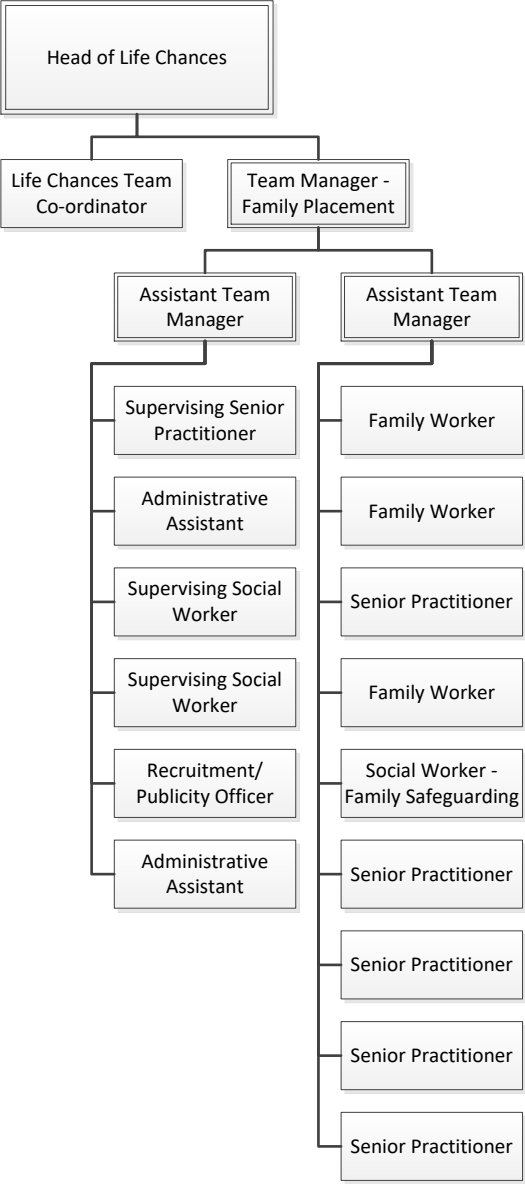 Head of Life Chances
Life Chances Team
Co-ordinator
Team Manager -
Family Placement
Assistant Team
Manager
Assistant Team
Manager
Supervising Senior
Practitioner
Administrative
Assistant
Supervising Social
Worker
Supervising Social
Worker
Recruitment/
Publicity Officer
Administrative
Assistant
Family Worker
Family Worker
Senior Practitioner
Family Worker
Social Worker -
Family Safeguarding
Senior Practitioner
Senior Practitioner
Senior Practitioner
Senior Practitioner